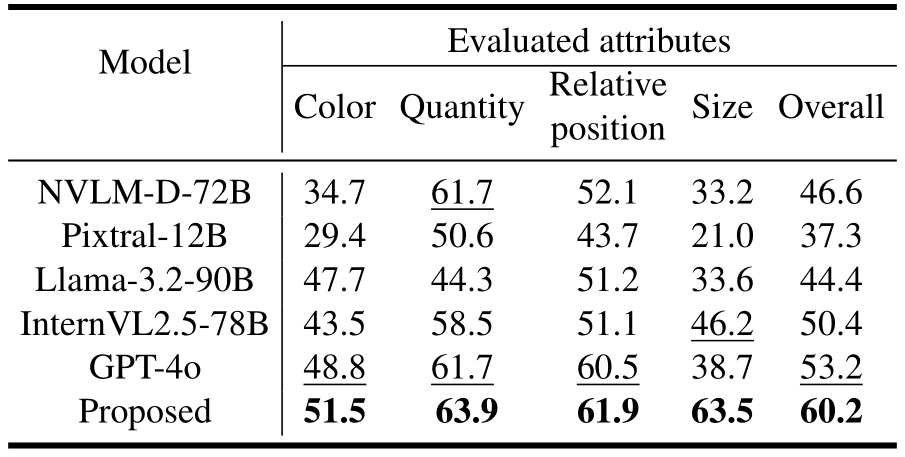 Model Evaluated attributes
Color Quantity Relative position Size Overall
NVLM-D-72B 34.7 61.7 52.1 33.2 46.6
Pixtral-12B 29.4 50.6 43.7 21.0 37.3
Llama-3.2-90B 47.7 44.3 51.2 33.6 44.4
InternVL2.5-78B 43.5 58.5 51.1 46.2 50.4
GPT-4o 48.8 61.7 60.5 38.7 53.2
Proposed 51.5 63.9 61.9 63.5 60.2